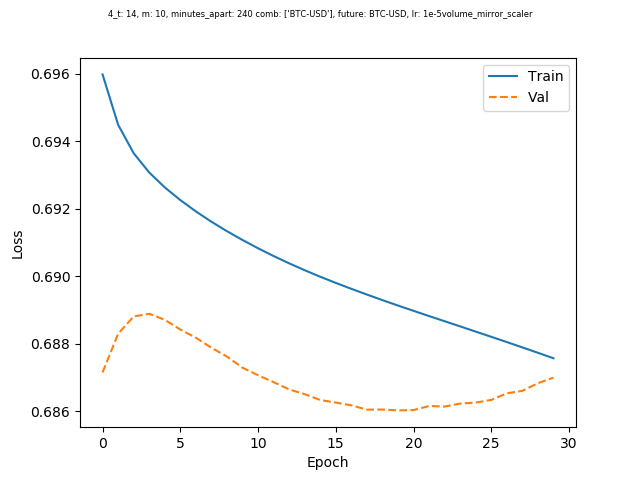 4_t: 14, m: 10, minutes_apart: 240 comb: ['BTC-USD'], future: BTC-USD, lr: 1e-5volume_mirror_scaler
0.696
0.694
0.692
0.690
0.688
0.686
Loss
Train
Val
0 5 10 15 20 25 30
Epoch